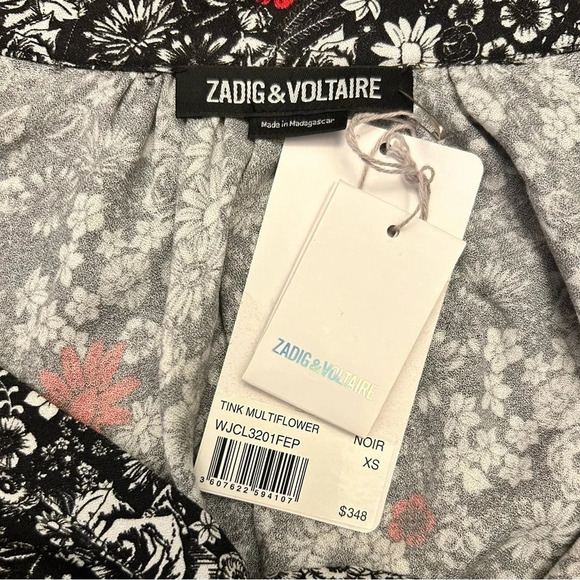 ZADIG&VOLTAIRE
Made in Madagascar
ZADIG&VOLTAIRE
TINK MULTIFLOWER NOIR
WJCL3201FEP XS
3607622594107
$348